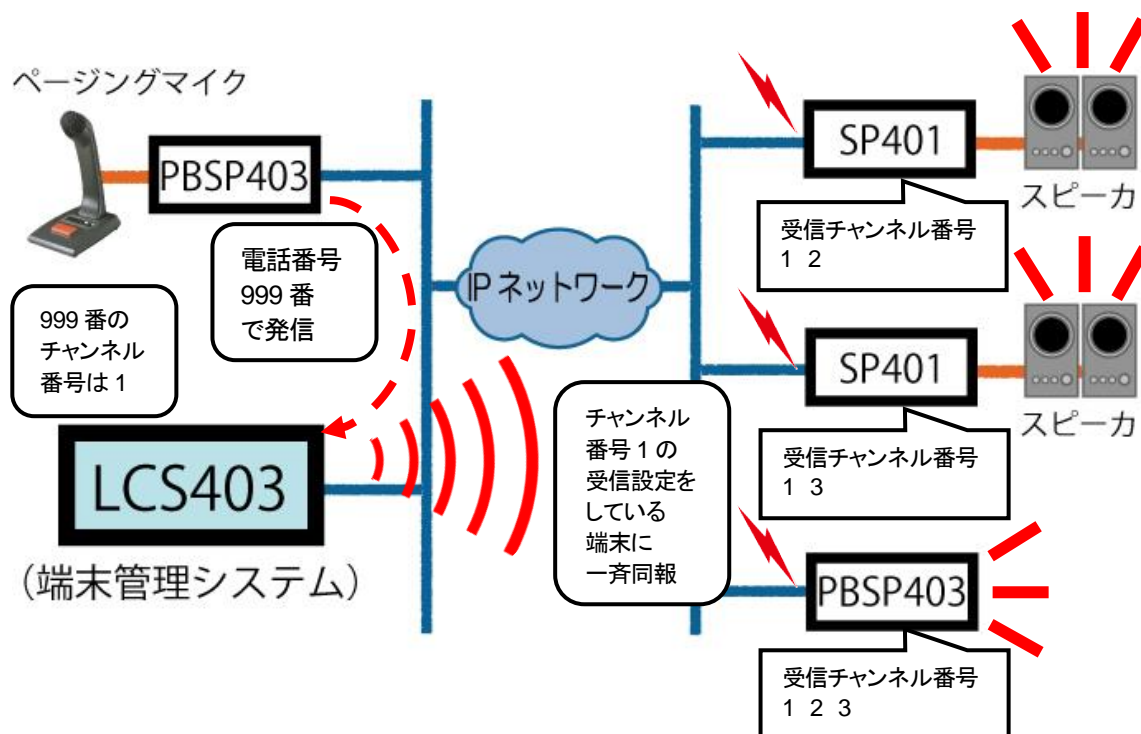 ページングマイク
PBSP403
電話番号
999 番
で発信
999 番の
チャンネル
番号は 1
LCS403
（端末管理システム）
IP ネットワーク
チャンネル
番号 1 の
受信設定を
している
端末に
一斉同報
SP401
スピーカ
受信チャンネル番号
1 2
SP401
スピーカ
受信チャンネル番号
1 3
PBSP403
受信チャンネル番号
1 2 3